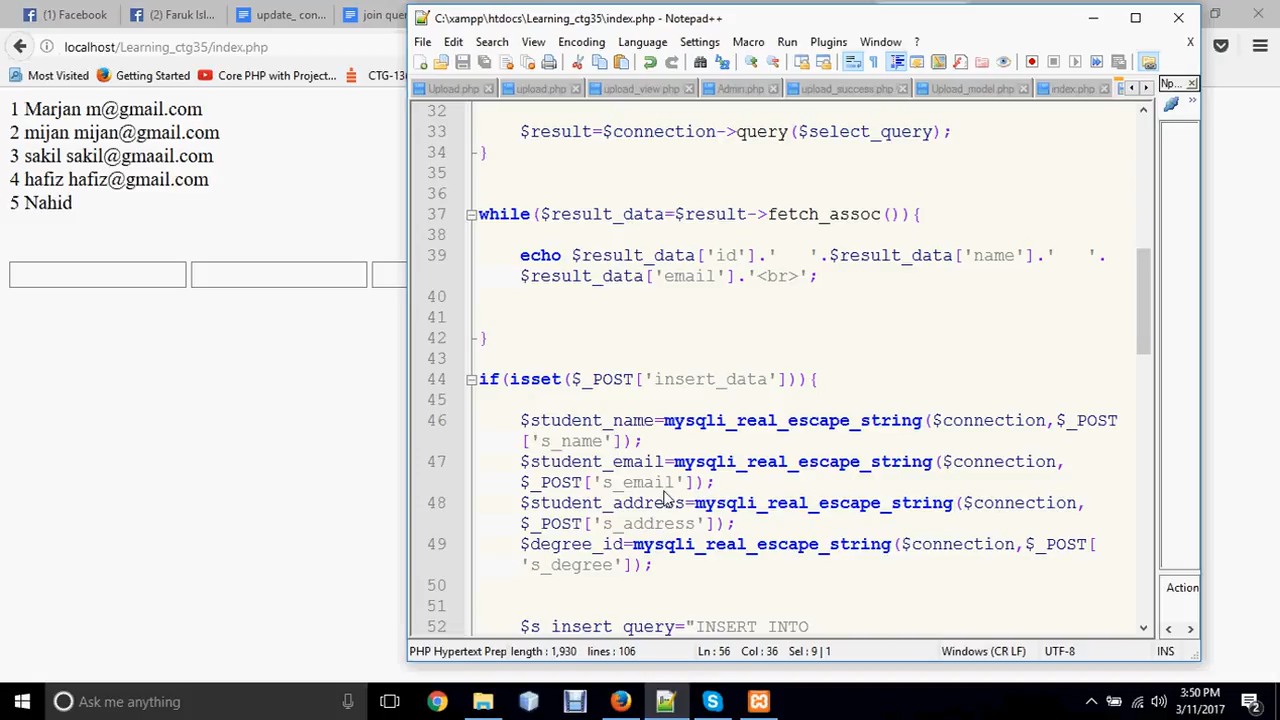 (1) Facebook
(2) Faruk Isl...
update_ con...
join quer
C:\xampp\htdocs\Learning_ctg35\index.php - Notepad++
localhost/Learning_ctg35/index.php
File Edit Search View Encoding Language Settings Macro Run Plugins Window ? X
Most Visited Getting Started Core PHP with Project... CTG-13
Upload.php upload.php upload_view.php Admin.php upload_success.php Upload_model.php index.php
Np...
1 Marjan m@gmail.com
2 mijan mijan@gmail.com
3 sakil sakil@gmaail.com
4 hafiz hafiz@gmail.com
5 Nahid
32
33 $result=$connection->query($select_query);
34 }
35
36
37 while($result_data=$result->fetch_assoc()){
38
39 echo $result_data['id'].'   '.$result_data['name'].'   '.
$result_data['email'].'<br>';
40
41
42 }
43
44 if(isset($_POST['insert_data'])){
45
46 $student_name=mysqli_real_escape_string($connection,$_POST
['s_name']);
47 $student_email=mysqli_real_escape_string($connection,
$_POST['s_email']);
48 $student_address=mysqli_real_escape_string($connection,
$_POST['s_address']);
49 $degree_id=mysqli_real_escape_string($connection,$_POST[
's_degree']);
50
51
52 $s_insert_query="INSERT INTO
Action
PHP Hypertext Prep length : 1,930 lines : 106 Ln : 56 Col : 36 Sel : 9 | 1 Windows (CR LF) UTF-8 INS
Ask me anything
3:50 PM
3/11/2017
2